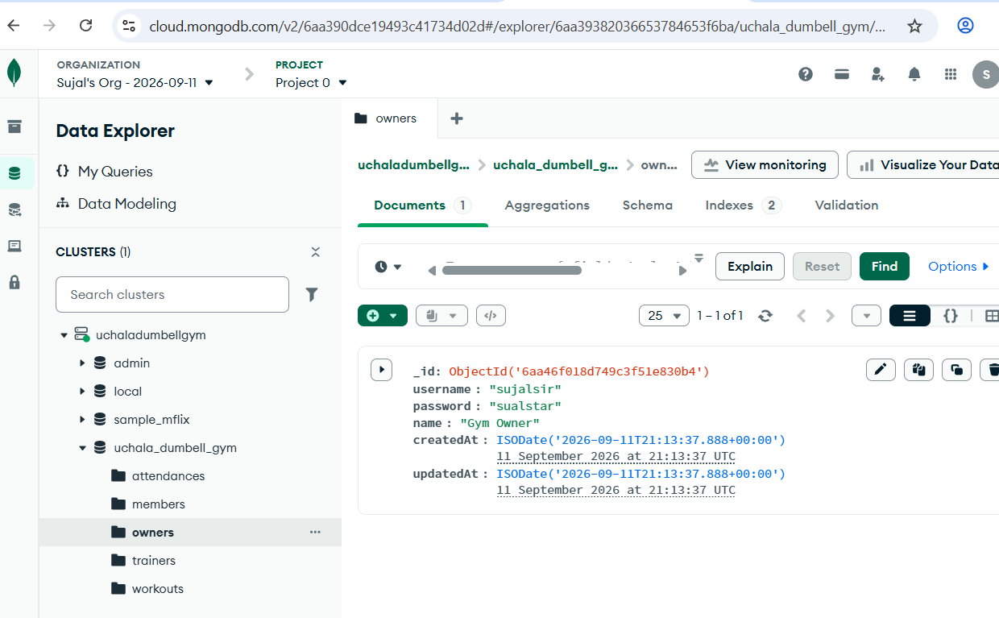 cloud.mongodb.com/v2/6aa390dce19493c41734d02d#/explorer/6aa39382036653784653f6ba/uchala_dumbell_gym/...
ORGANIZATION
Sujal's Org - 2026-09-11
PROJECT
Project 0
S
Data Explorer
{} My Queries
Data Modeling
CLUSTERS (1)
Search clusters
uchaladumbellgym
admin
local
sample_mflix
uchala_dumbell_gym
attendances
members
owners
trainers
workouts
owners
uchaladumbellg... > uchala_dumbell_g... > own...
View monitoring
Visualize Your Data
Documents 1
Aggregations
Schema
Indexes 2
Validation
Explain
Reset
Find
Options
25
1 – 1 of 1
{}
_id: ObjectId('6aa46f018d749c3f51e830b4')
username : "sujalsir"
password : "sualstar"
name : "Gym Owner"
createdAt : ISODate('2026-09-11T21:13:37.888+00:00')
11 September 2026 at 21:13:37 UTC
updatedAt : ISODate('2026-09-11T21:13:37.888+00:00')
11 September 2026 at 21:13:37 UTC